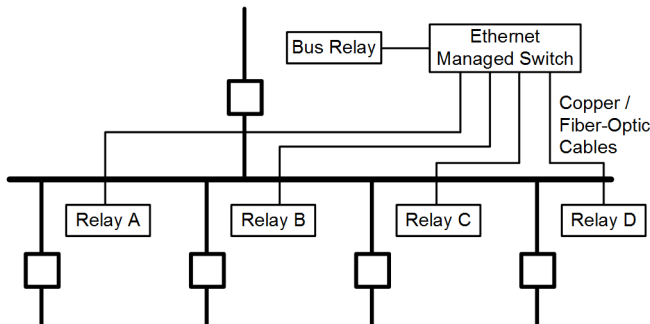 Bus Relay
Ethernet
Managed Switch
Copper /
Fiber-Optic
Cables
Relay A
Relay B
Relay C
Relay D